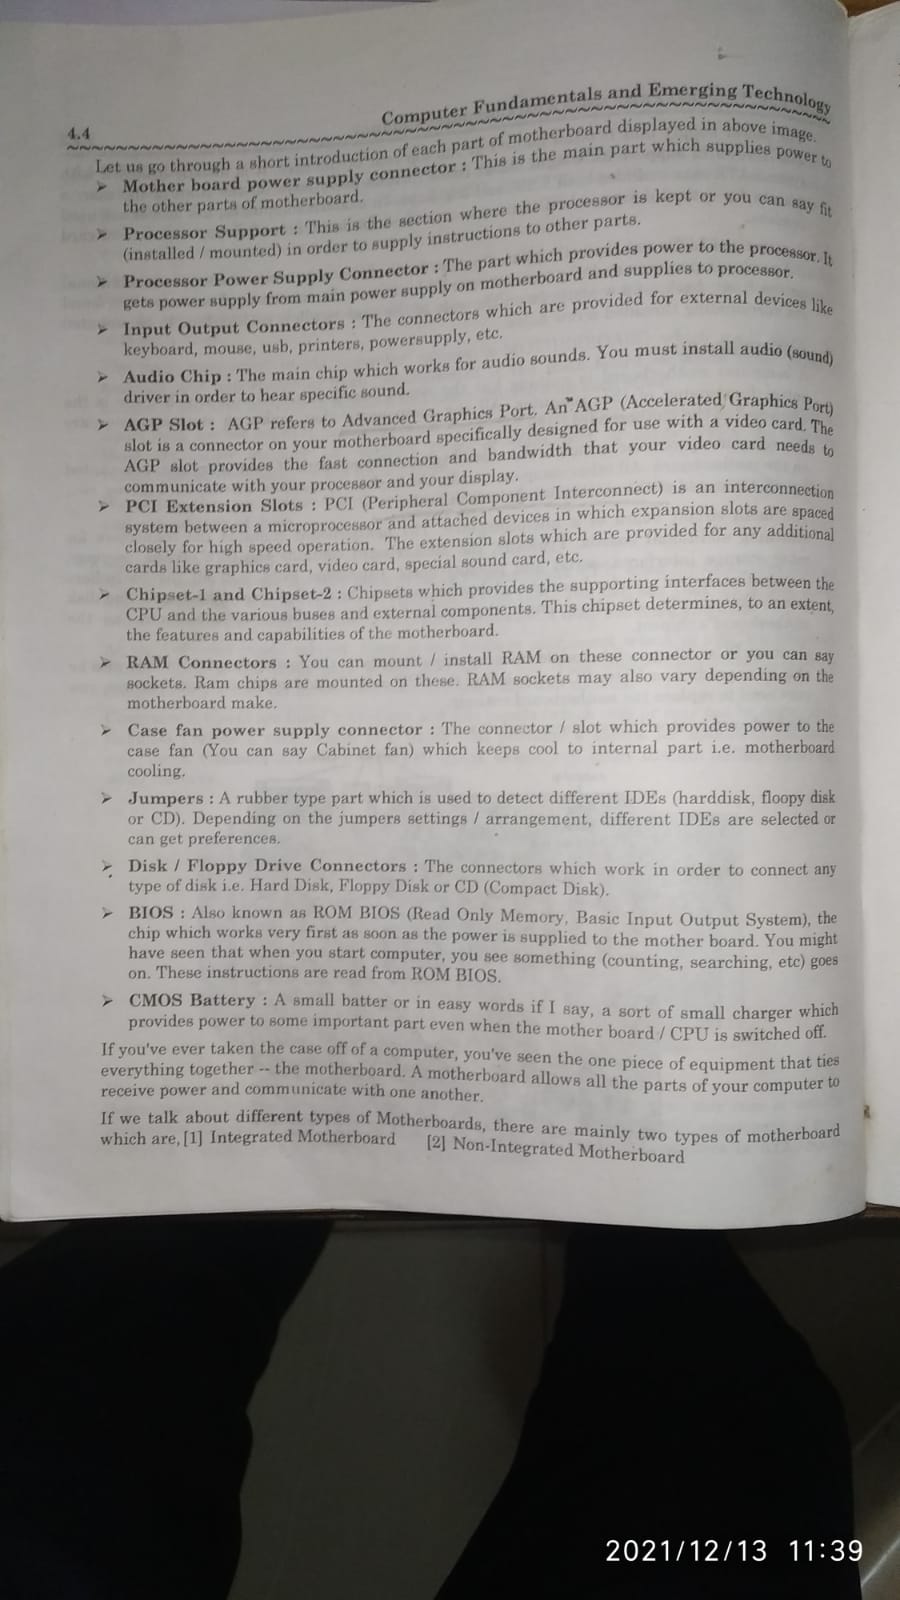 4.4
Computer Fundamentals and Emerging Technology
Let us go through a short introduction of each part of motherboard displayed in above image.
➢ Mother board power supply connector : This is the main part which supplies power to
the other parts of motherboard.
➢ Processor Support : This is the section where the processor is kept or you can say fit
(installed / mounted) in order to supply instructions to other parts.
➢ Processor Power Supply Connector : The part which provides power to the processor. It
gets power supply from main power supply on motherboard and supplies to processor.
➢ Input Output Connectors : The connectors which are provided for external devices like
keyboard, mouse, usb, printers, powersupply, etc.
➢ Audio Chip : The main chip which works for audio sounds. You must install audio (sound)
driver in order to hear specific sound.
➢ AGP Slot : AGP refers to Advanced Graphics Port. An AGP (Accelerated Graphics Port)
slot is a connector on your motherboard specifically designed for use with a video card. The
AGP slot provides the fast connection and bandwidth that your video card needs to
communicate with your processor and your display.
➢ PCI Extension Slots : PCI (Peripheral Component Interconnect) is an interconnection
system between a microprocessor and attached devices in which expansion slots are spaced
closely for high speed operation. The extension slots which are provided for any additional
cards like graphics card, video card, special sound card, etc.
➢ Chipset-1 and Chipset-2 : Chipsets which provides the supporting interfaces between the
CPU and the various buses and external components. This chipset determines, to an extent,
the features and capabilities of the motherboard.
➢ RAM Connectors : You can mount / install RAM on these connector or you can say
sockets. Ram chips are mounted on these. RAM sockets may also vary depending on the
motherboard make.
➢ Case fan power supply connector : The connector / slot which provides power to the
case fan (You can say Cabinet fan) which keeps cool to internal part i.e. motherboard
cooling.
➢ Jumpers : A rubber type part which is used to detect different IDEs (harddisk, floopy disk
or CD). Depending on the jumpers settings / arrangement, different IDEs are selected or
can get preferences.
➢ Disk / Floppy Drive Connectors : The connectors which work in order to connect any
type of disk i.e. Hard Disk, Floppy Disk or CD (Compact Disk).
➢ BIOS : Also known as ROM BIOS (Read Only Memory, Basic Input Output System), the
chip which works very first as soon as the power is supplied to the mother board. You might
have seen that when you start computer, you see something (counting, searching, etc) goes
on. These instructions are read from ROM BIOS.
➢ CMOS Battery : A small batter or in easy words if I say, a sort of small charger which
provides power to some important part even when the mother board / CPU is switched off.
If you've ever taken the case off of a computer, you've seen the one piece of equipment that ties
everything together -- the motherboard. A motherboard allows all the parts of your computer to
receive power and communicate with one another.
If we talk about different types of Motherboards, there are mainly two types of motherboard
which are, [1] Integrated Motherboard [2] Non-Integrated Motherboard
2021/12/13 11:39